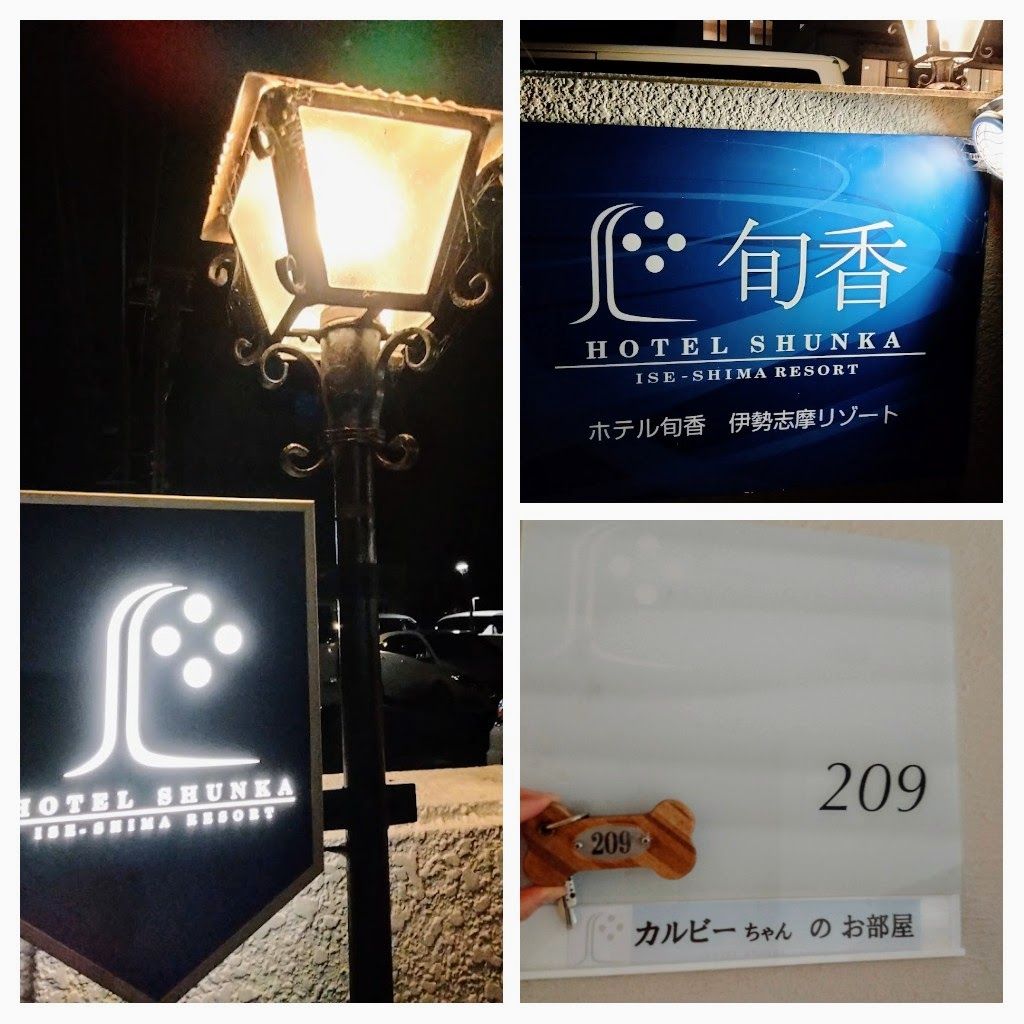 HOTEL SHUNKA
ISE-SHIMA RESORT
旬香
HOTEL SHUNKA
ISE-SHIMA RESORT
ホテル旬香 伊勢志摩リゾート
209
209
カルビーちゃん の お部屋